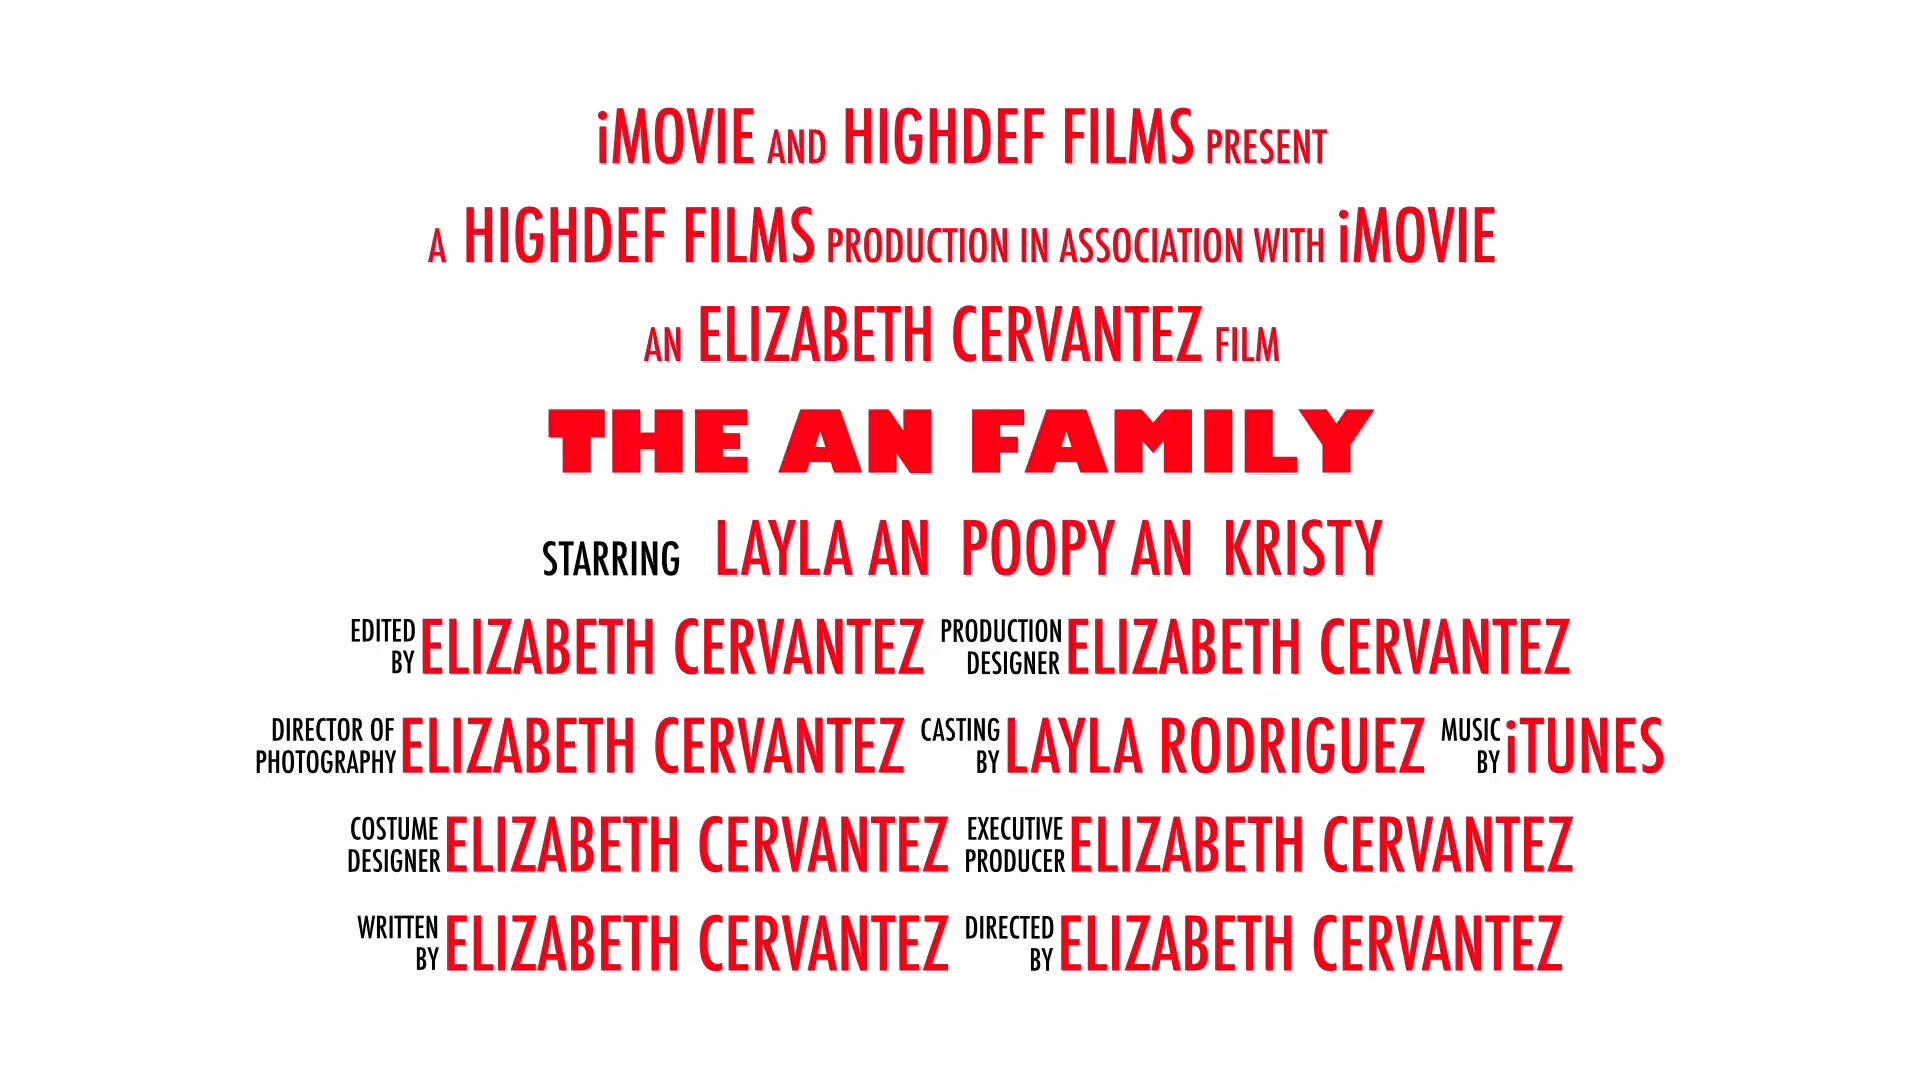 iMOVIE AND HIGHDEF FILMS PRESENT
A HIGHDEF FILMS PRODUCTION IN ASSOCIATION WITH iMOVIE
AN ELIZABETH CERVANTEZ FILM
THE AN FAMILY
STARRING LAYLA AN POOPY AN KRISTY
EDITED BY ELIZABETH CERVANTEZ PRODUCTION DESIGNER ELIZABETH CERVANTEZ
DIRECTOR OF PHOTOGRAPHY ELIZABETH CERVANTEZ CASTING BY LAYLA RODRIGUEZ MUSIC BY iTUNES
COSTUME DESIGNER ELIZABETH CERVANTEZ EXECUTIVE PRODUCER ELIZABETH CERVANTEZ
WRITTEN BY ELIZABETH CERVANTEZ DIRECTED BY ELIZABETH CERVANTEZ